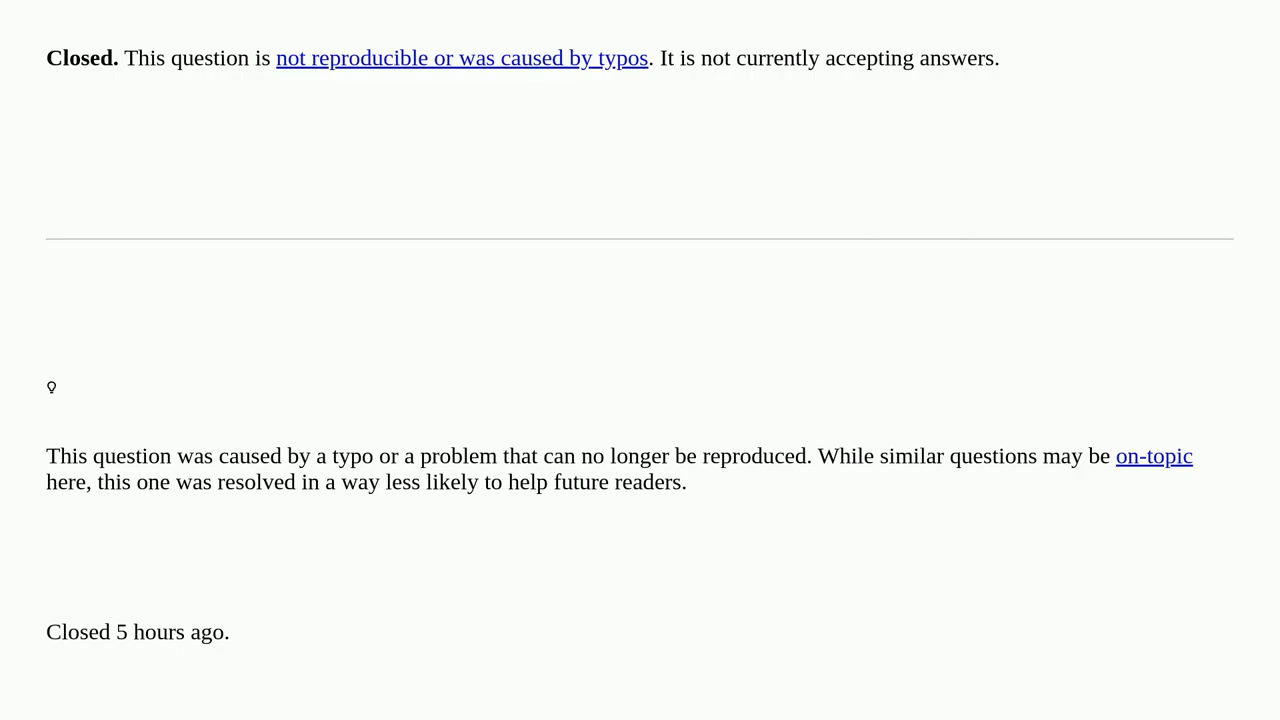 Closed. This question is not reproducible or was caused by typos. It is not currently accepting answers.
This question was caused by a typo or a problem that can no longer be reproduced. While similar questions may be on-topic
here, this one was resolved in a way less likely to help future readers.
Closed 5 hours ago.